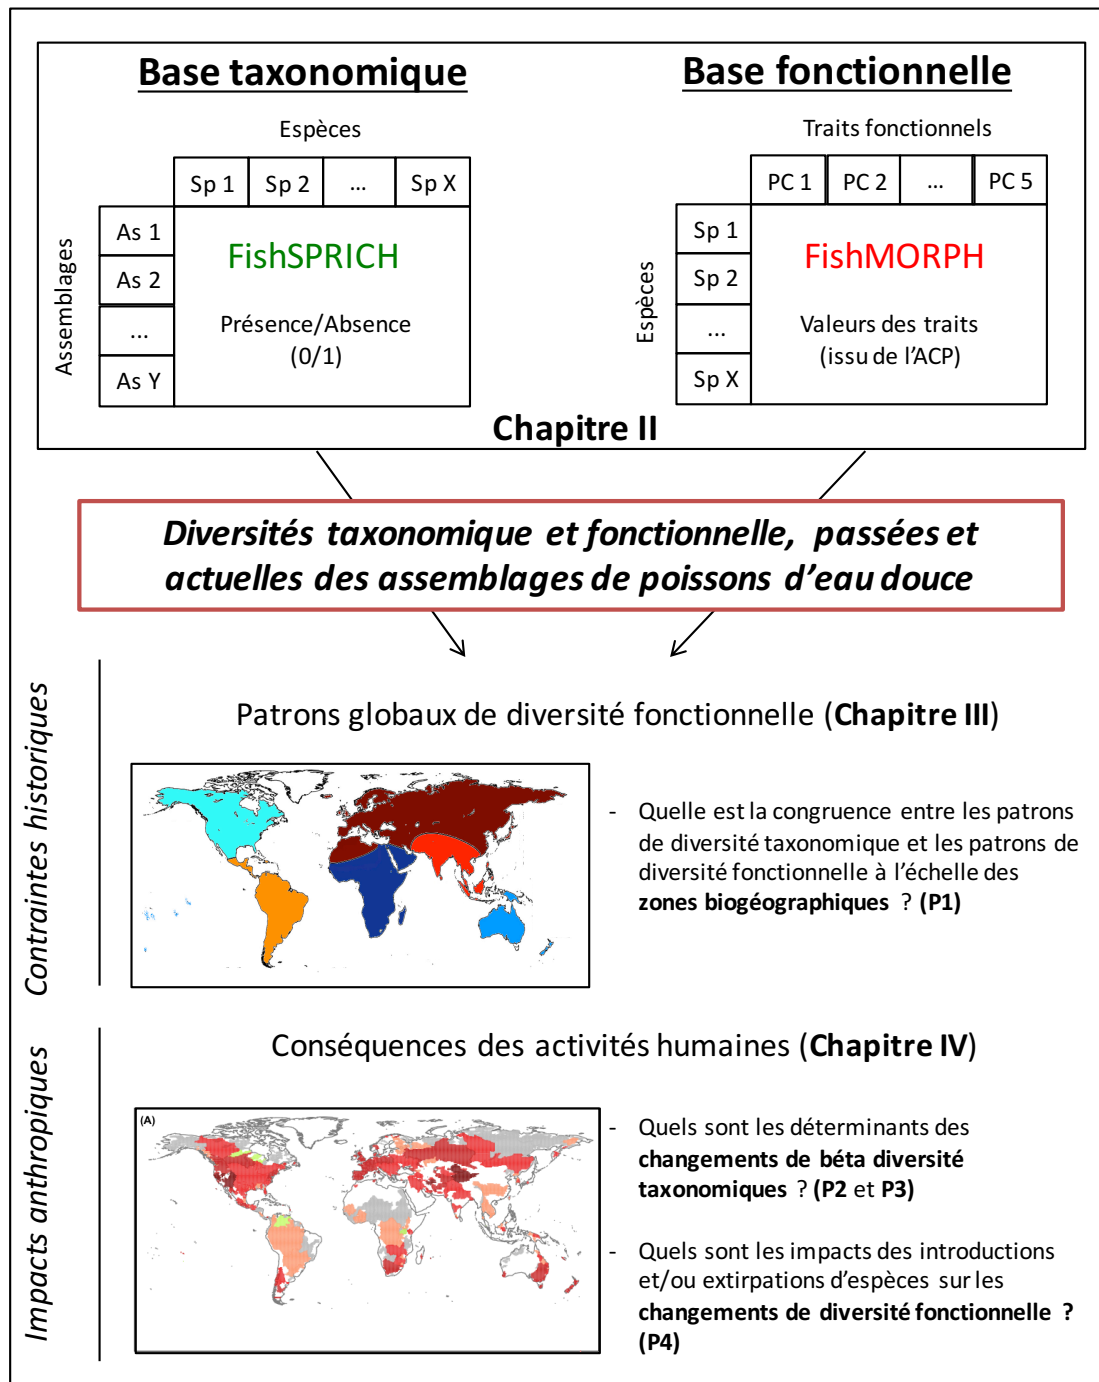 Base taxonomique
Espèces
Sp 1 Sp 2 ... Sp X
Assemblages
As 1
As 2
...
As Y
FishSPRICH
Présence/Absence
(0/1)
Base fonctionnelle
Traits fonctionnels
PC 1 PC 2 ... PC 5
Espèces
Sp 1
Sp 2
...
Sp X
FishMORPH
Valeurs des traits
(issu de l'ACP)
Chapitre II
Diversités taxonomique et fonctionnelle, passées et
actuelles des assemblages de poissons d'eau douce
Contraintes historiques
Patrons globaux de diversité fonctionnelle (Chapitre III)
- Quelle est la congruence entre les patrons
de diversité taxonomique et les patrons de
diversité fonctionnelle à l'échelle des
zones biogéographiques ? (P1)
Impacts anthropiques
Conséquences des activités humaines (Chapitre IV)
(A)
- Quels sont les déterminants des
changements de béta diversité
taxonomiques ? (P2 et P3)
- Quels sont les impacts des introductions
et/ou extirpations d'espèces sur les
changements de diversité fonctionnelle ?
(P4)